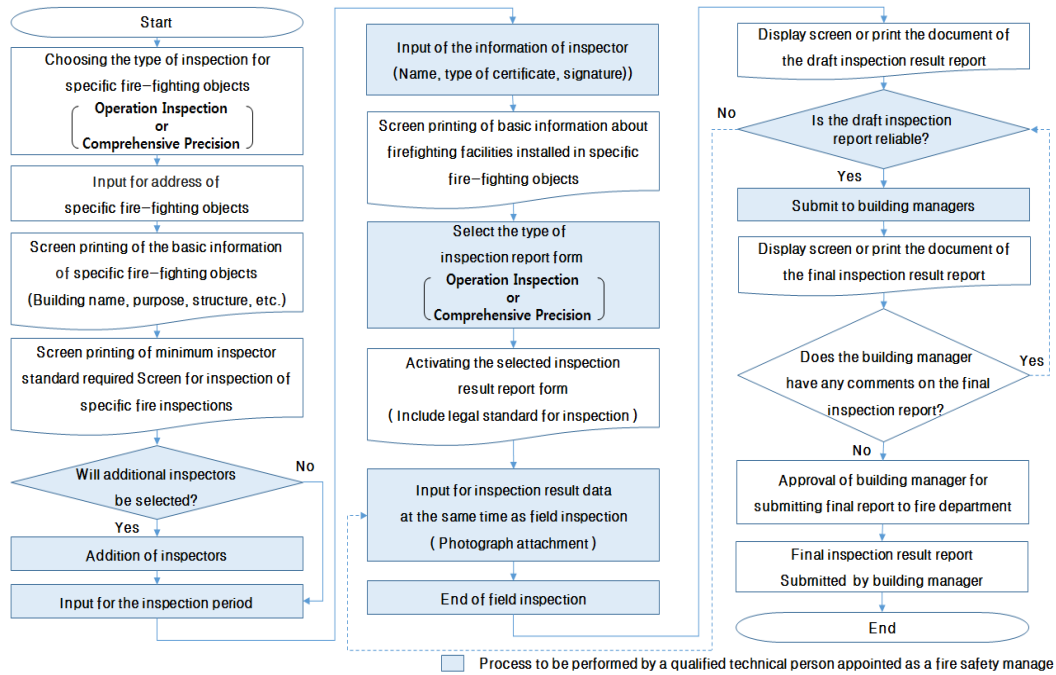 Start
Choosing the type of inspection for
specific fire-fighting objects
Operation Inspection
or
Comprehensive Precision
Input for address of
specific fire-fighting objects
Screen printing of the basic information
of specific fire-fighting objects
(Building name, purpose, structure, etc.)
Screen printing of minimum inspector
standard required Screen for inspection of
specific fire inspections
Will additional inspectors
be selected?
No
Yes
Addition of inspectors
Input for the inspection period
Input of the information of inspector
(Name, type of certificate, signature))
Screen printing of basic information about
firefighting facilities installed in specific
fire-fighting objects
Select the type of
inspection report form
Operation Inspection
or
Comprehensive Precision
Activating the selected inspection
result report form
( Include legal standard for inspection )
Input for inspection result data
at the same time as field inspection
( Photograph attachment )
End of field inspection
Display screen or print the document of
the draft inspection result report
No
Is the draft inspection
report reliable?
Yes
Submit to building managers
Display screen or print the document of
the final inspection result report
Does the building manager
have any comments on the final
inspection report?
Yes
No
Approval of building manager for
submitting final report to fire department
Final inspection result report
Submitted by building manager
End
Process to be performed by a qualified technical person appointed as a fire safety manage